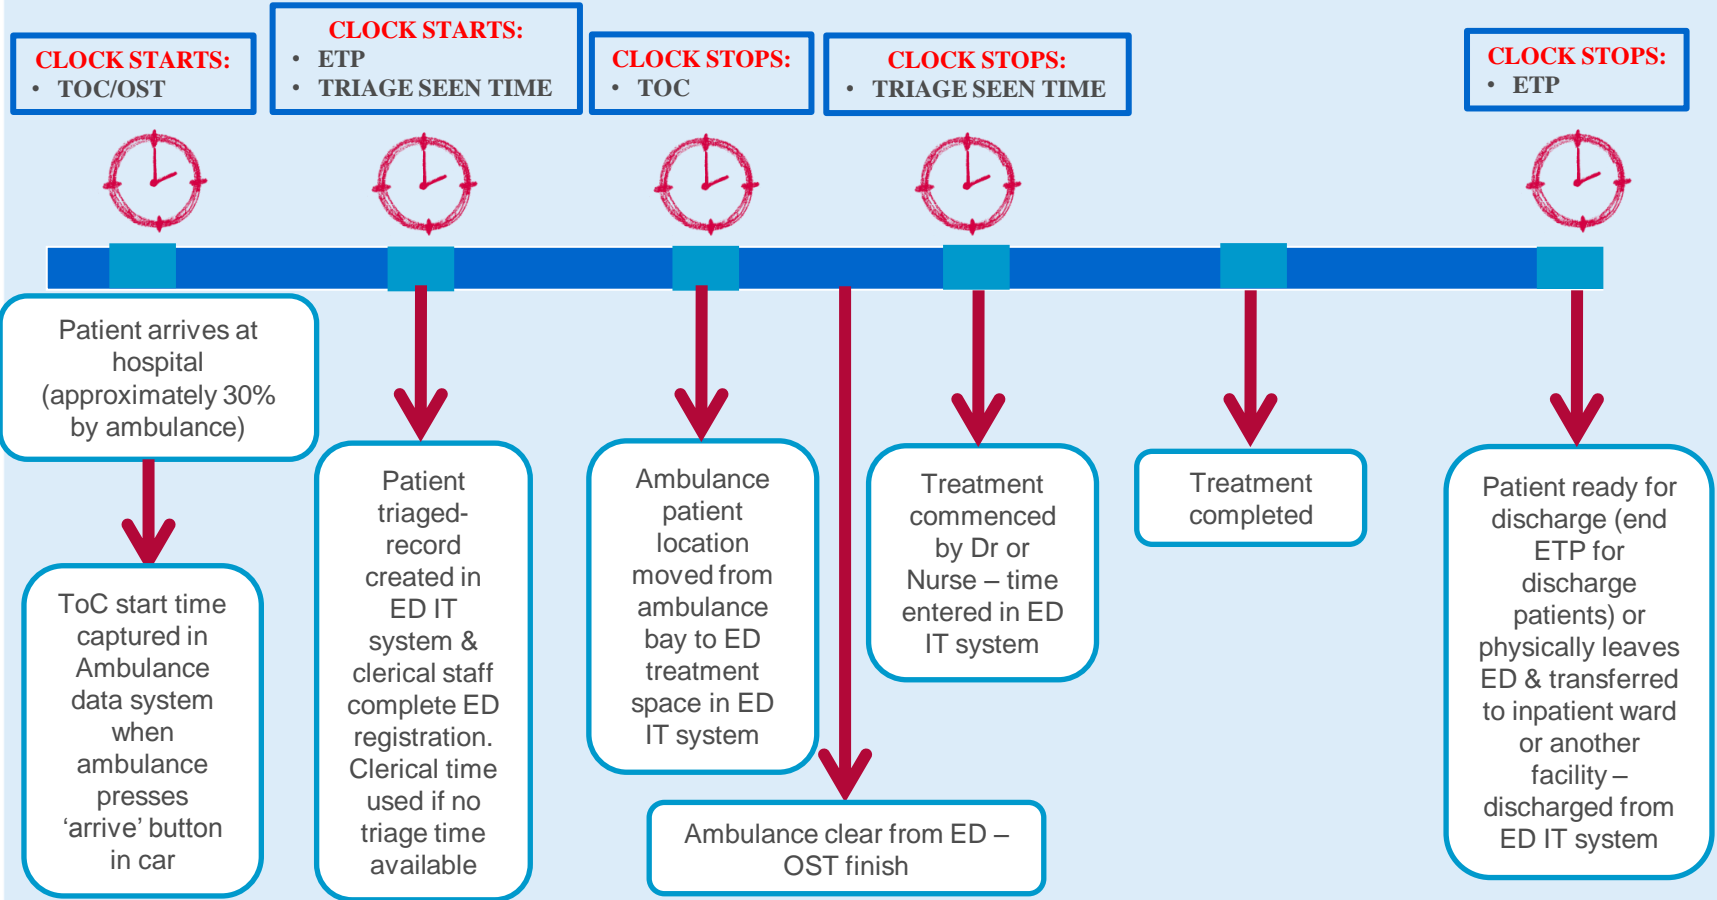 CLOCK STARTS:
• TOC/OST
CLOCK STARTS:
• ETP
• TRIAGE SEEN TIME
CLOCK STOPS:
• TOC
CLOCK STOPS:
• TRIAGE SEEN TIME
CLOCK STOPS:
• ETP
Patient arrives at
hospital
(approximately 30%
by ambulance)
ToC start time
captured in
Ambulance
data system
when
ambulance
presses
‘arrive’ button
in car
Patient
triaged-
record
created in
ED IT
system &
clerical staff
complete ED
registration.
Clerical time
used if no
triage time
available
Ambulance
patient
location
moved from
ambulance
bay to ED
treatment
space in ED
IT system
Ambulance clear from ED –
OST finish
Treatment
commenced
by Dr or
Nurse – time
entered in ED
IT system
Treatment
completed
Patient ready for
discharge (end
ETP for
discharge
patients) or
physically leaves
ED & transferred
to inpatient ward
or another
facility –
discharged from
ED IT system